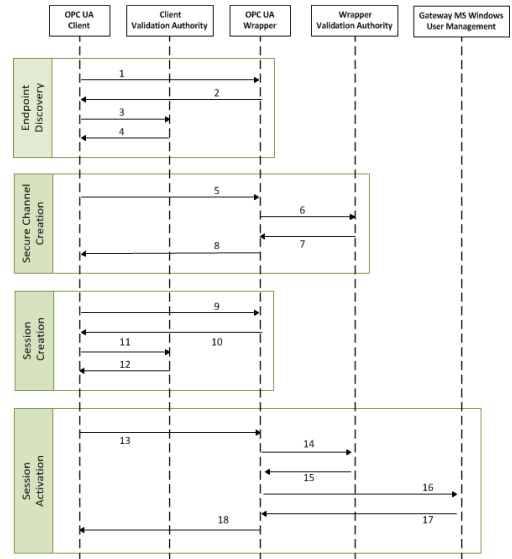 OPC UA
Client
Client
Validation Authority
OPC UA
Wrapper
Wrapper
Validation Authority
Gateway MS Windows
User Management
Endpoint
Discovery
1
2
3
4
Secure Channel
Creation
5
6
7
8
Session
Creation
9
10
11
12
Session
Activation
13
14
15
16
17
18